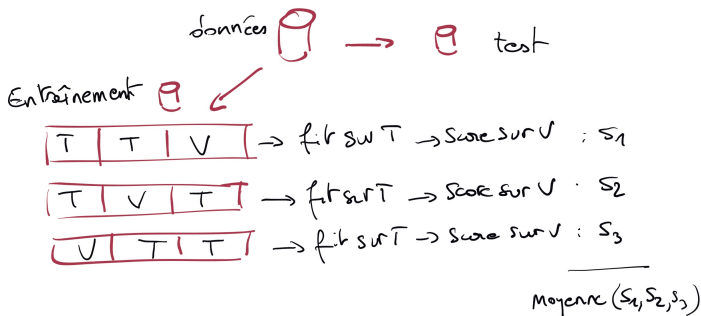 données → test
Entraînement
T T V → fit sur T → Score sur V : S1
T V T → fit sur T → Score sur V : S2
V T T → fit sur T → Score sur V : S3
Moyenne (S1, S2, S3)